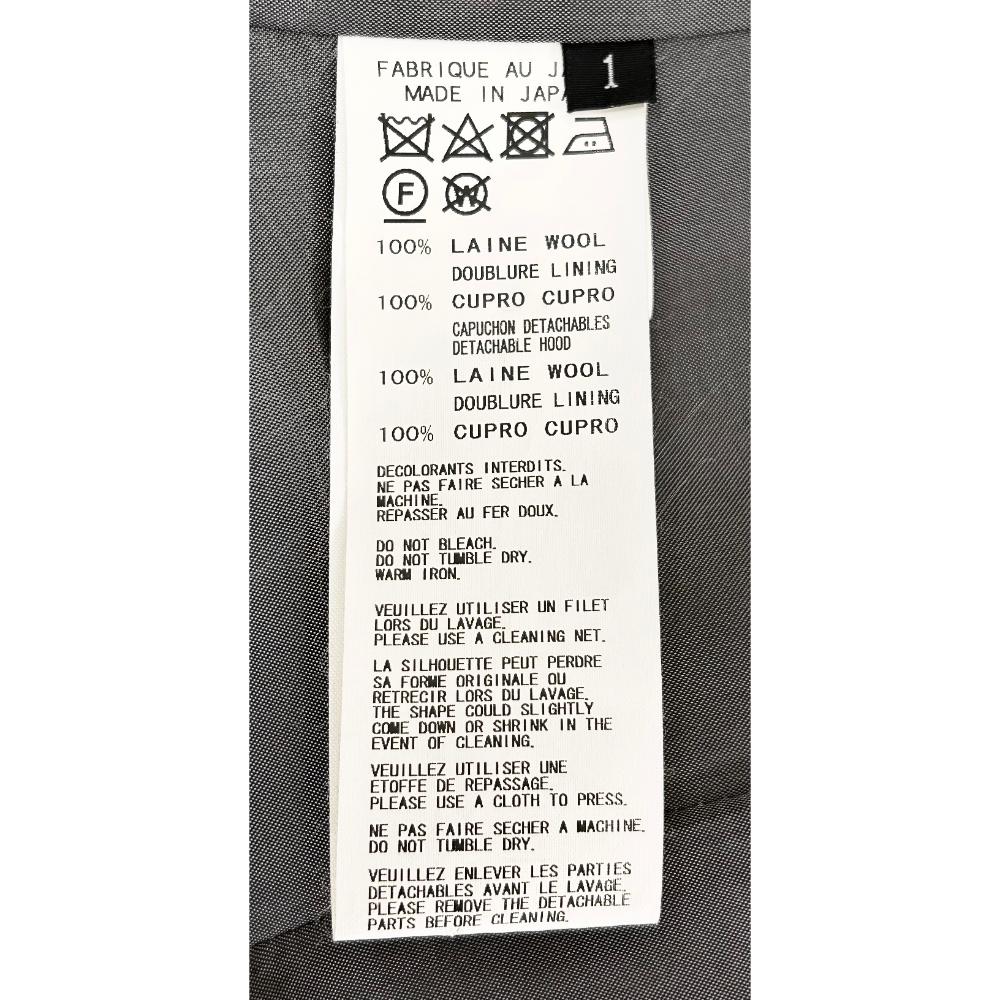 FABRIQUE AU
1
MADE IN
F
W
100% LAINE WOOL
DOUBLURE LINING
100% CUPRO CUPRO
CAPUCHON DETACHABLES
DETACHABLE HOOD
100% LAINE WOOL
DOUBLURE LINING
100% CUPRO CUPRO
DECOLORANTS INTERDITS.
NE PAS FAIRE SECHER A LA
MACHINE.
REPASSER AU FER DOUX.
DO NOT BLEACH.
DO NOT TUMBLE DRY.
WARM IRON.
VEUILLEZ UTILISER UN FILET
LORS DU LAVAGE.
PLEASE USE A CLEANING NET.
LA SILHOUETTE PEUT PERDRE
SA FORME ORIGINALE OU
RETRECIR LORS DU LAVAGE.
THE SHAPE COULD SLIGHTLY
COME DOWN OR SHRINK IN THE
EVENT OF CLEANING.
VEUILLEZ UTILISER UNE
ETOFFE DE REPASSAGE.
PLEASE USE A CLOTH TO PRESS.
NE PAS FAIRE SECHER A MACHINE.
DO NOT TUMBLE DRY.
VEUILLEZ ENLEVER LES PARTIES
DETACHABLES AVANT LE LAVAGE.
PLEASE REMOVE THE DETACHABLE
PARTS BEFORE CLEANING.